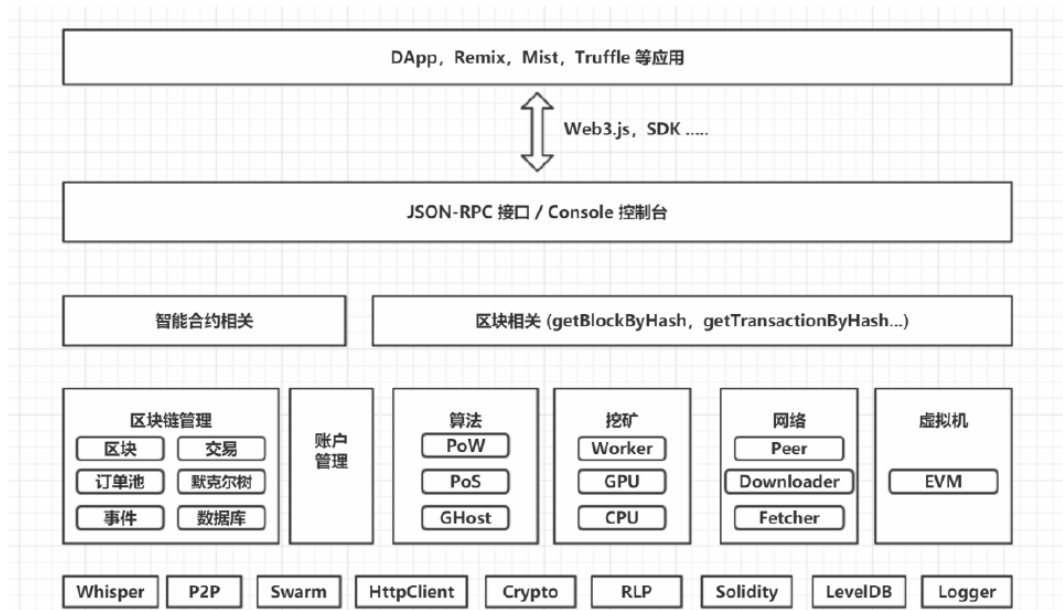 DApp，Remix，Mist，Truffle 等应用
Web3.js，SDK .....
JSON-RPC 接口 / Console 控制台
智能合约相关
区块相关 (getBlockByHash，getTransactionByHash...)
区块链管理
区块 交易
订单池 默克尔树
事件 数据库
账户
管理
算法
PoW
PoS
GHost
挖矿
Worker
GPU
CPU
网络
Peer
Downloader
Fetcher
虚拟机
EVM
Whisper P2P Swarm HttpClient Crypto RLP Solidity LevelDB Logger